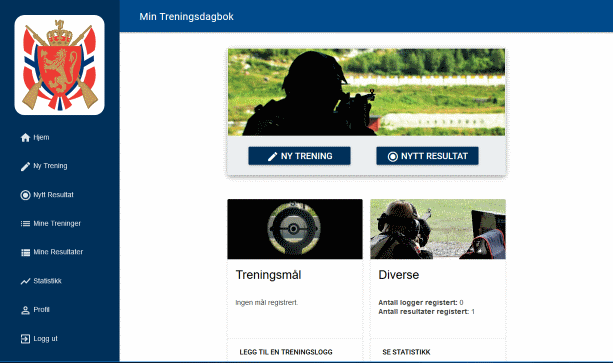 Min Treningsdagbok
Hjem
Ny Trening
Nytt Resultat
Mine Treninger
Mine Resultater
Statistikk
Profil
Logg ut
NY TRENING
NYTT RESULTAT
Treningsmål
Ingen mål registrert
LEGG TIL EN TRENINGSLOGG
Diverse
Antall logger registert: 0
Antall resultater registert: 1
SE STATISTIKK